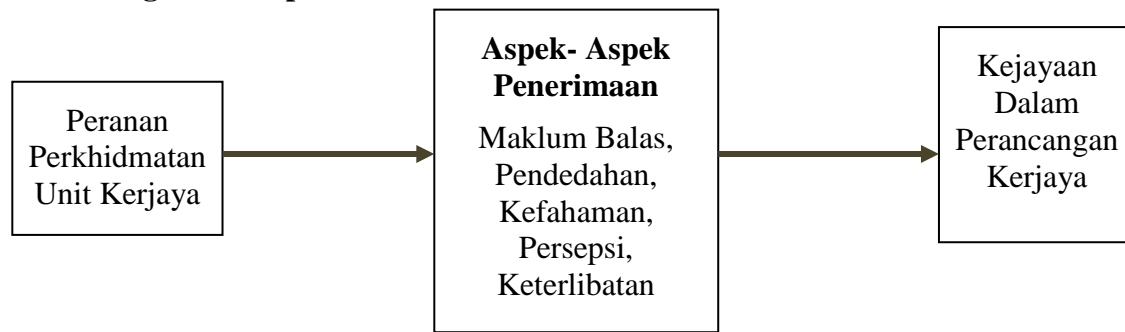 Peranan
Perkhidmatan
Unit Kerjaya
Aspek- Aspek
Penerimaan
Maklum Balas,
Pendedahan,
Kefahaman,
Persepsi,
Keterlibatan
Kejayaan
Dalam
Perancangan
Kerjaya